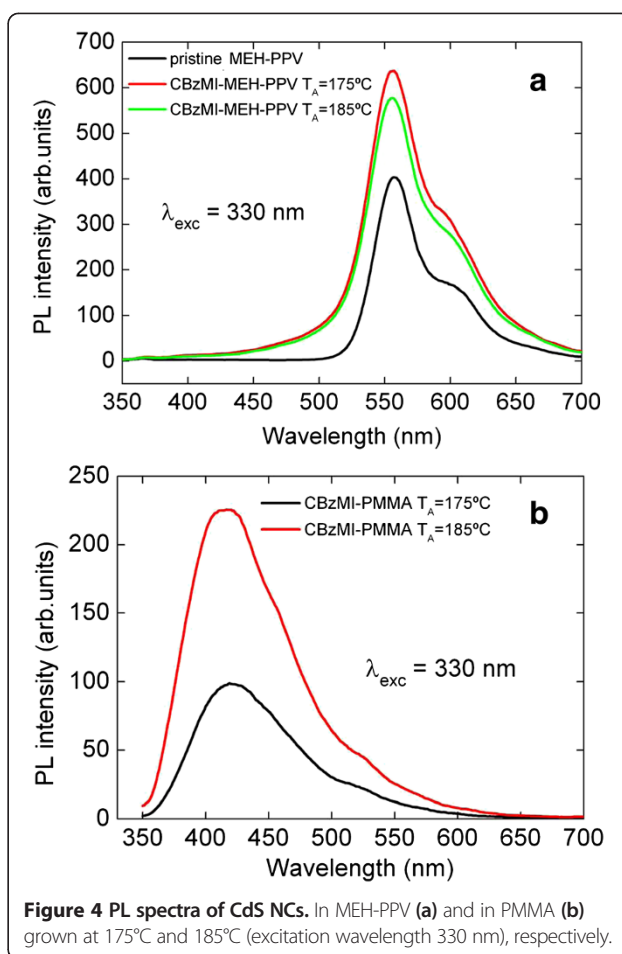 700
600
500
400
300
200
100
0
PL intensity (arb.units)
pristine MEH-PPV
CBzMI-MEH-PPV T_A=175ºC
CBzMI-MEH-PPV T_A=185ºC
a
λ_exc = 330 nm
350 400 450 500 550 600 650 700
Wavelength (nm)
250
200
150
100
50
0
PL intensity (arb.units)
CBzMI-PMMA T_A=175ºC
CBzMI-PMMA T_A=185ºC
b
λ_exc = 330 nm
350 400 450 500 550 600 650 700
Wavelength (nm)
Figure 4 PL spectra of CdS NCs. In MEH-PPV (a) and in PMMA (b)
grown at 175°C and 185°C (excitation wavelength 330 nm), respectively.